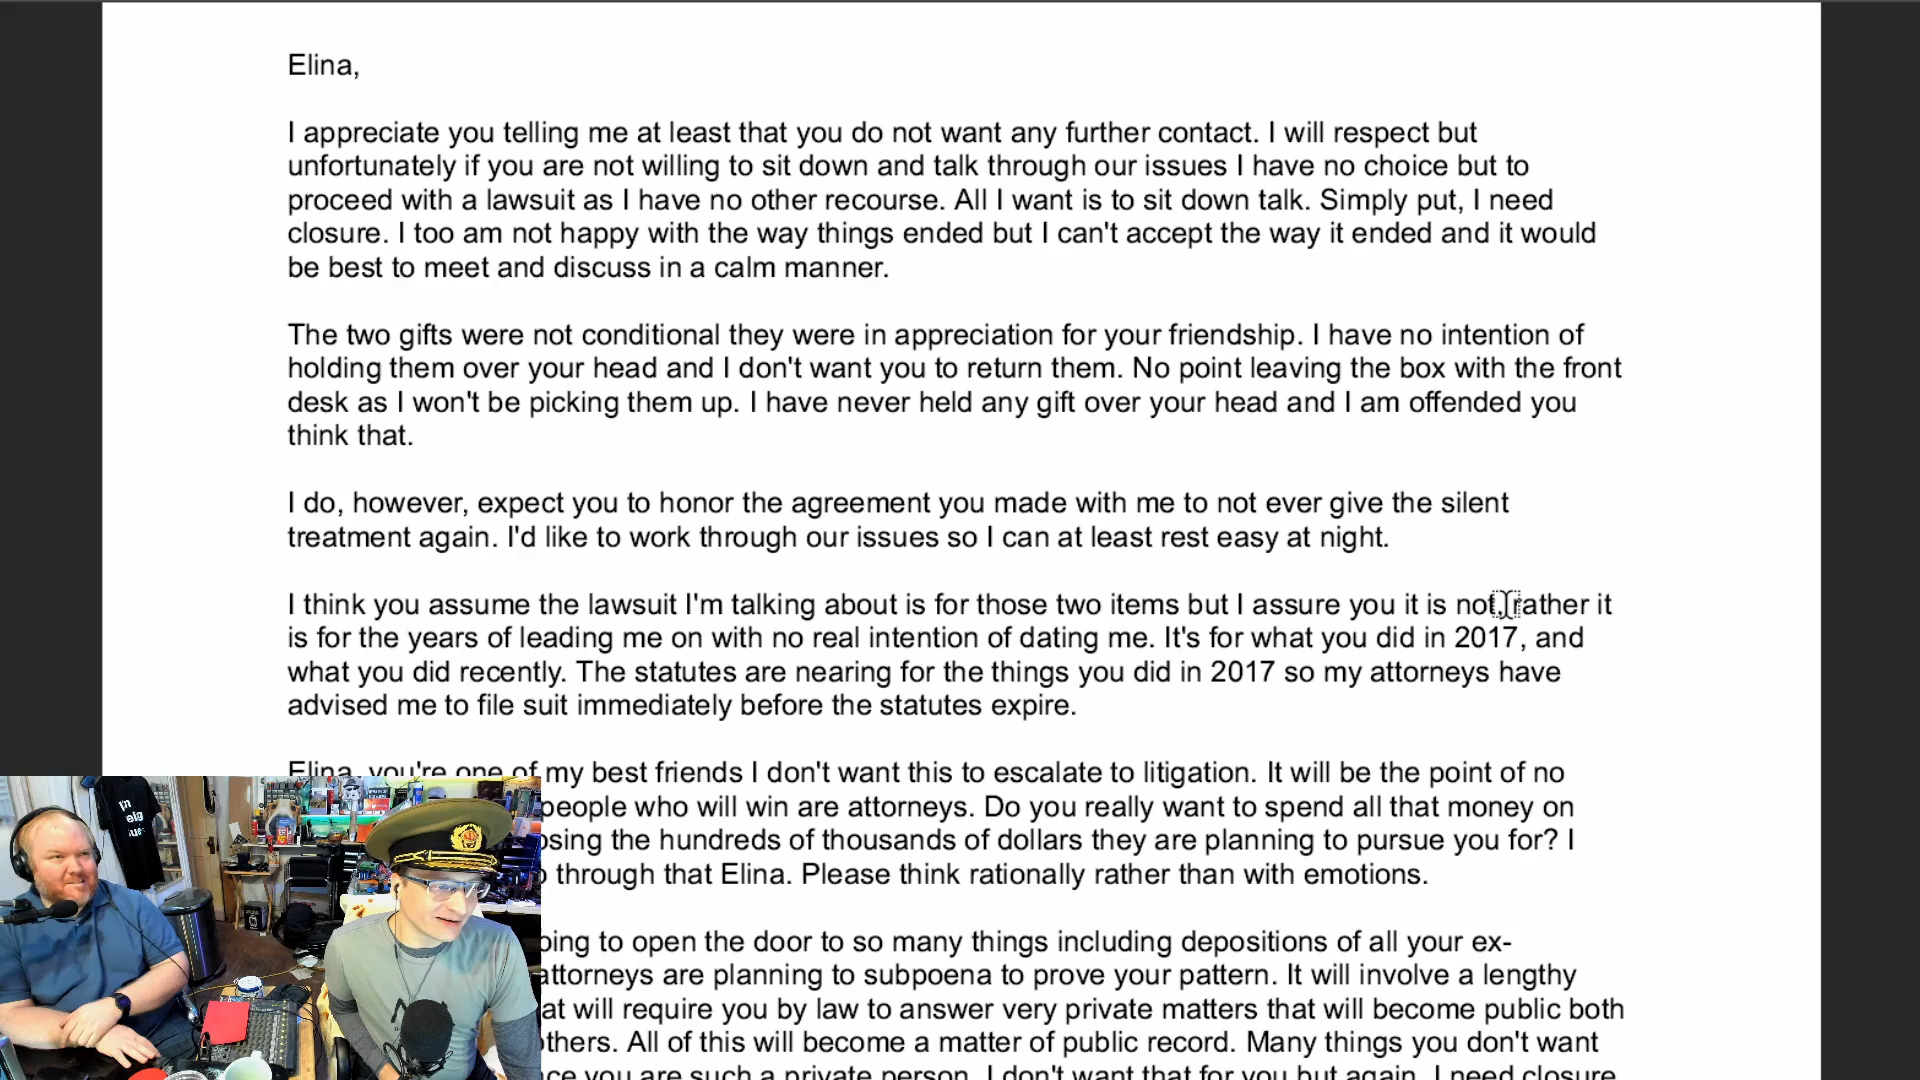 Elina,
I appreciate you telling me at least that you do not want any further contact. I will respect but
unfortunately if you are not willing to sit down and talk through our issues I have no choice but to
proceed with a lawsuit as I have no other recourse. All I want is to sit down talk. Simply put, I need
closure. I too am not happy with the way things ended but I can't accept the way it ended and it would
be best to meet and discuss in a calm manner.
The two gifts were not conditional they were in appreciation for your friendship. I have no intention of
holding them over your head and I don't want you to return them. No point leaving the box with the front
desk as I won't be picking them up. I have never held any gift over your head and I am offended you
think that.
I do, however, expect you to honor the agreement you made with me to not ever give the silent
treatment again. I'd like to work through our issues so I can at least rest easy at night.
I think you assume the lawsuit I'm talking about is for those two items but I assure you it is not, rather it
is for the years of leading me on with no real intention of dating me. It's for what you did in 2017, and
what you did recently. The statutes are nearing for the things you did in 2017 so my attorneys have
advised me to file suit immediately before the statutes expire.
Elina, you're one of my best friends I don't want this to escalate to litigation. It will be the point of no
people who will win are attorneys. Do you really want to spend all that money on
the hundreds of thousands of dollars they are planning to pursue you for? I
through that Elina. Please think rationally rather than with emotions.
to open the door to so many things including depositions of all your ex-
attorneys are planning to subpoena to prove your pattern. It will involve a lengthy
will require you by law to answer very private matters that will become public both
All of this will become a matter of public record. Many things you don't want
you are such a private person. I don't want that for you but again, I need closure